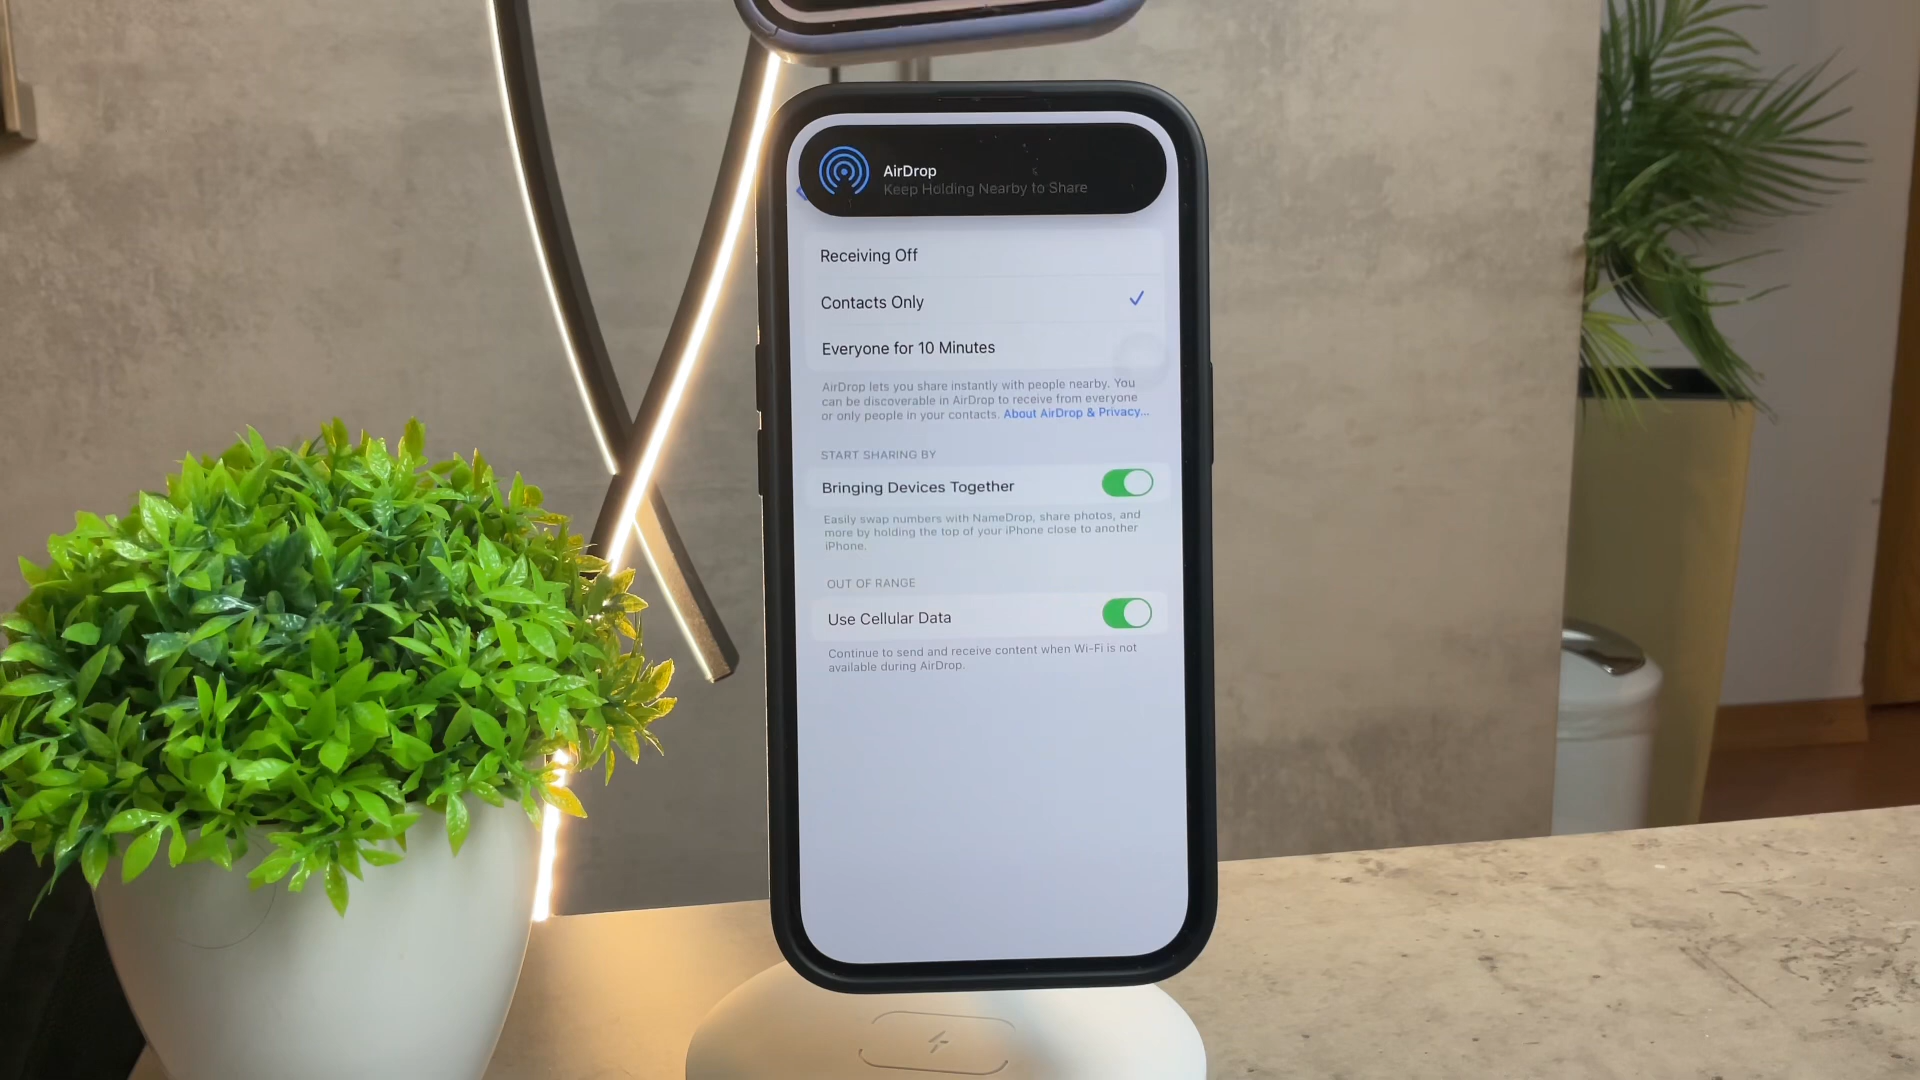 AirDrop
Keep Holding Nearby to Share
Receiving Off
Contacts Only
Everyone for 10 Minutes
AirDrop lets you share instantly with people nearby. You
can be discoverable in AirDrop to receive from everyone
or only people in your contacts. About AirDrop & Privacy...
START SHARING BY
Bringing Devices Together
Easily swap numbers with NameDrop, share photos, and
more by holding the top of your iPhone close to another
iPhone.
OUT OF RANGE
Use Cellular Data
Continue to send and receive content when Wi-Fi is not
available during AirDrop.